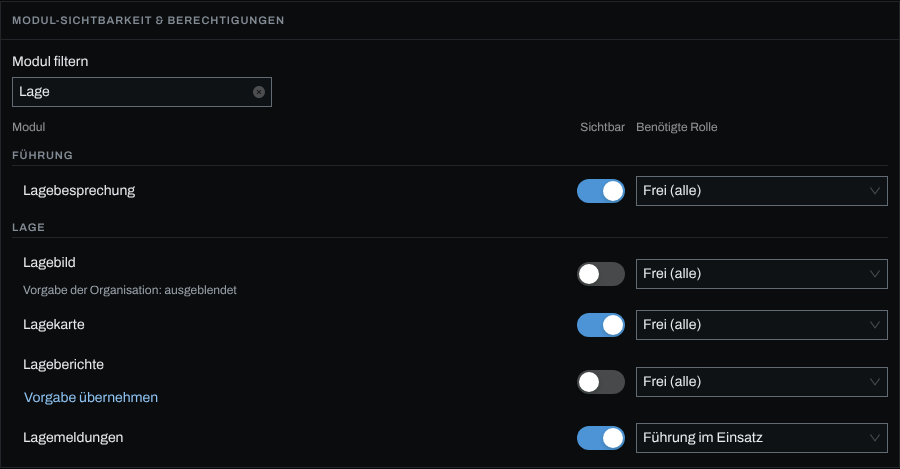 MODUL-SICHTBARKEIT & BERECHTIGUNGEN
Modul filtern
Lage
Modul Sichtbar Benötigte Rolle
FÜHRUNG
Lagebesprechung Frei (alle)
LAGE
Lagebild Frei (alle)
Vorgabe der Organisation: ausgeblendet
Lagekarte Frei (alle)
Lageberichte Frei (alle)
Vorgabe übernehmen
Lagemeldungen Führung im Einsatz